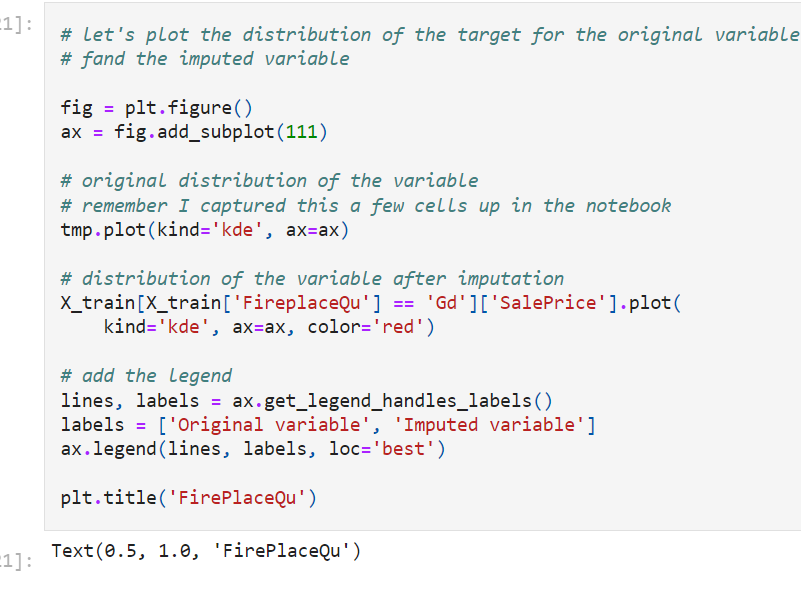 21]:
# let's plot the distribution of the target for the original variable
# fand the imputed variable
fig = plt.figure()
ax = fig.add_subplot(111)
# original distribution of the variable
# remember I captured this a few cells up in the notebook
tmp.plot(kind='kde', ax=ax)
# distribution of the variable after imputation
X_train[X_train['FireplaceQu'] == 'Gd']['SalePrice'].plot(
kind='kde', ax=ax, color='red')
# add the legend
lines, labels = ax.get_legend_handles_labels()
labels = ['Original variable', 'Imputed variable']
ax.legend(lines, labels, loc='best')
plt.title('FirePlaceQu')
21]:
Text(0.5, 1.0, 'FirePlaceQu')